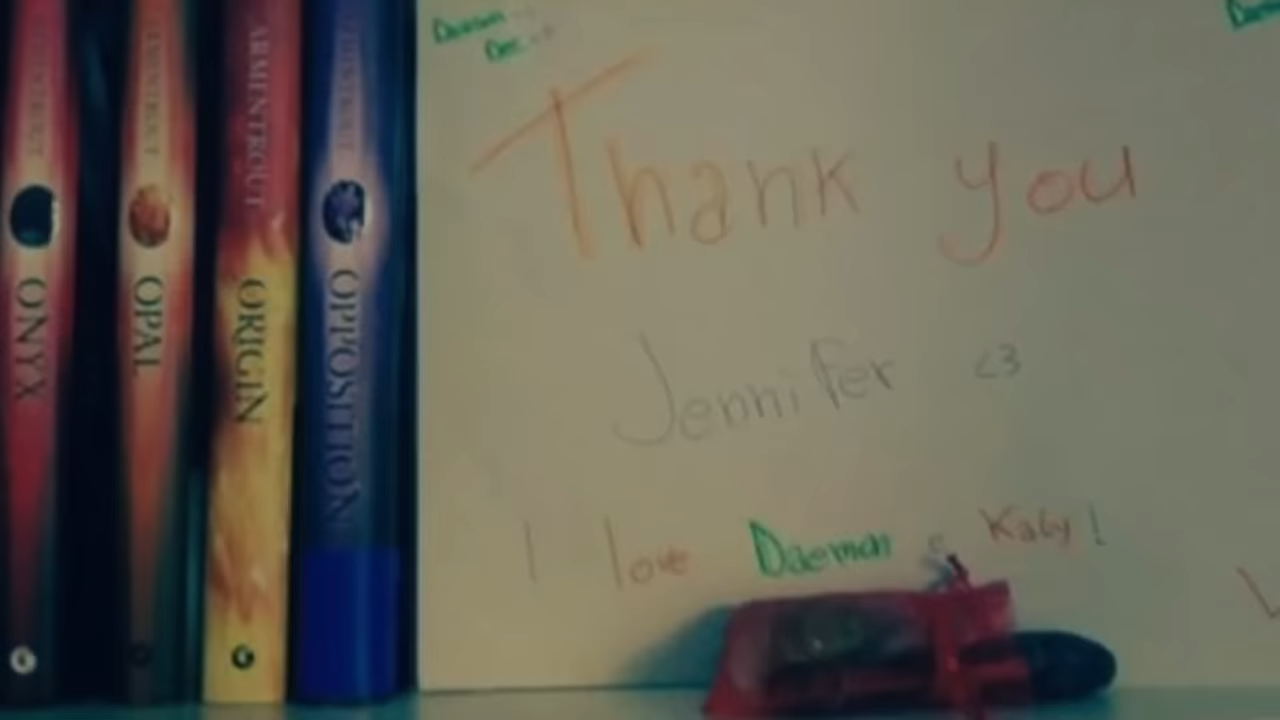 ONYX
OPAL
ARMENTROUT
ORIGIN
OPPOSITION
Thank you
Jennifer <3
I love Daemon
Katy!